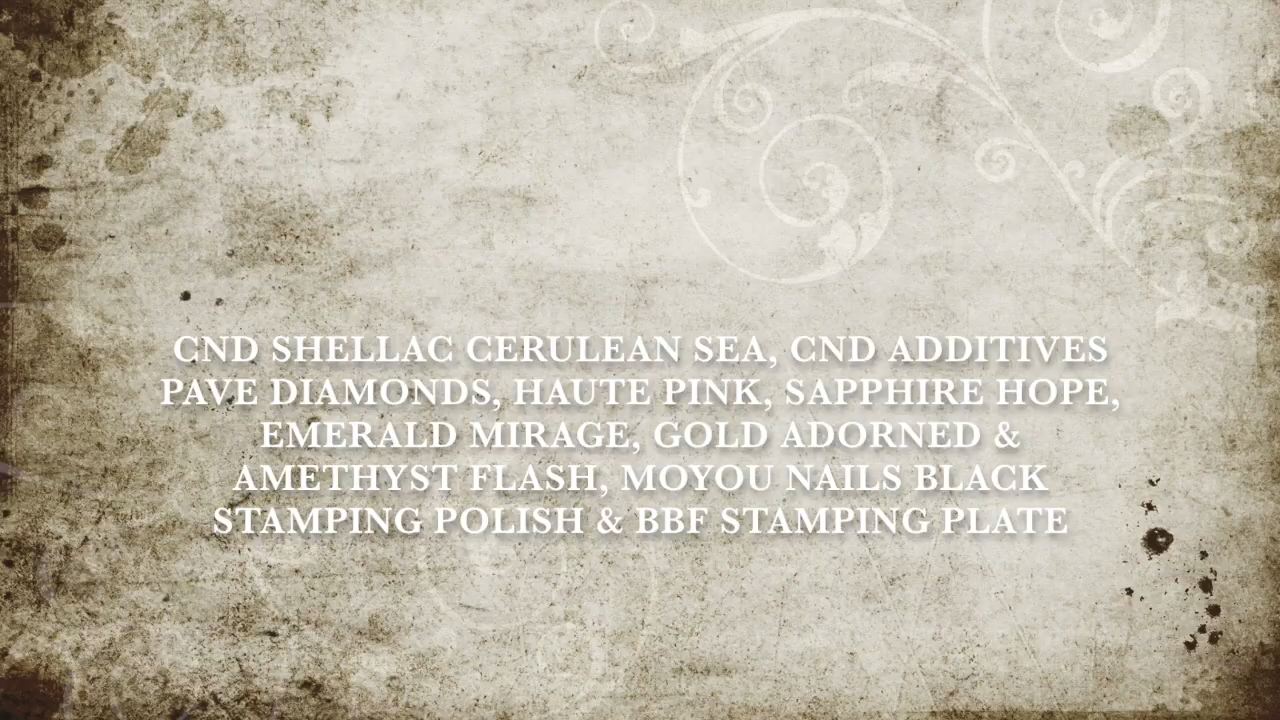 CND SHELLAC CERULEAN SEA, CND ADDITIVES
PAVE DIAMONDS, HAUTE PINK, SAPPHIRE HOPE,
EMERALD MIRAGE, GOLD ADORNED &
AMETHYST FLASH, MOYOU NAILS BLACK
STAMPING POLISH & BBF STAMPING PLATE